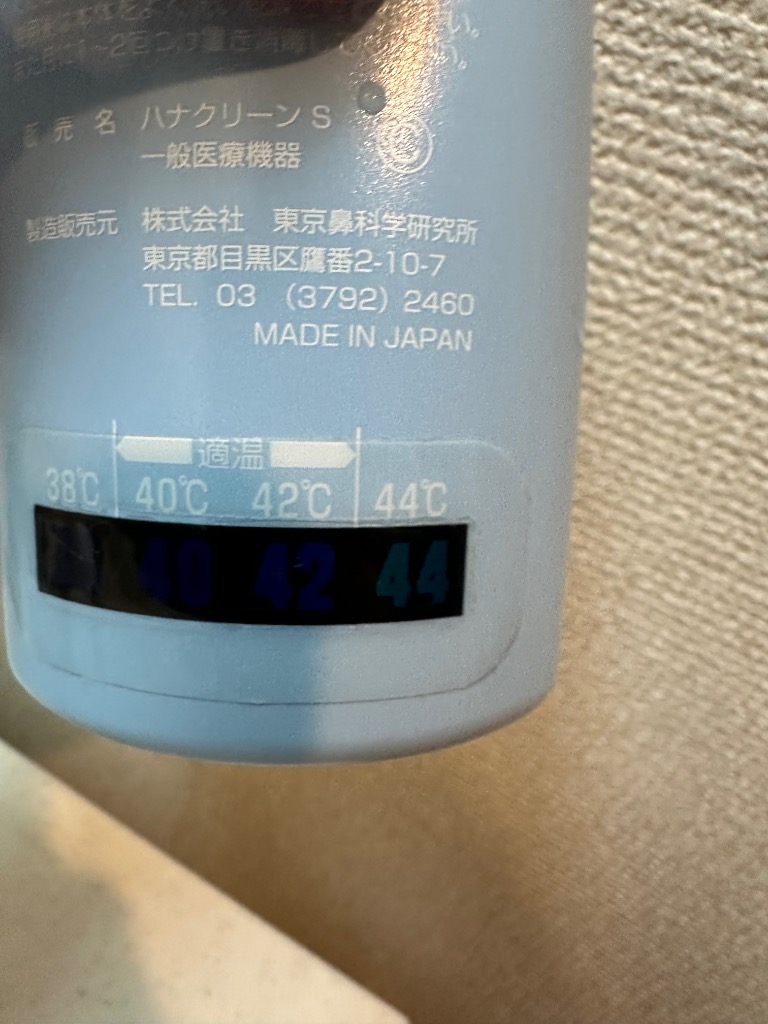 販売名 ハナクリーンS
一般医療機器
製造販売元 株式会社 東京鼻科学研究所
東京都目黒区鷹番2-10-7
TEL. 03 (3792) 2460
MADE IN JAPAN
適温
38℃ 40℃ 42℃ 44℃
40 42 44